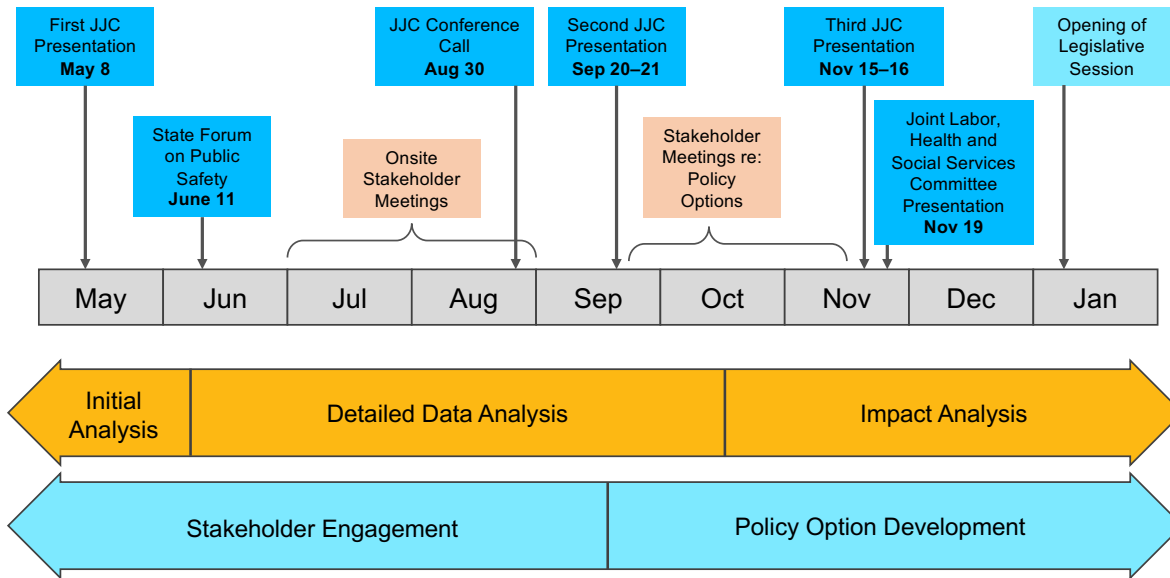 First JJC
Presentation
May 8
JJC Conference
Call
Aug 30
Second JJC
Presentation
Sep 20–21
Third JJC
Presentation
Nov 15–16
Opening of
Legislative
Session
State Forum
on Public
Safety
June 11
Onsite
Stakeholder
Meetings
Stakeholder
Meetings re:
Policy
Options
Joint Labor,
Health and
Social Services
Committee
Presentation
Nov 19
May
Jun
Jul
Aug
Sep
Oct
Nov
Dec
Jan
Initial
Analysis
Detailed Data Analysis
Impact Analysis
Stakeholder Engagement
Policy Option Development